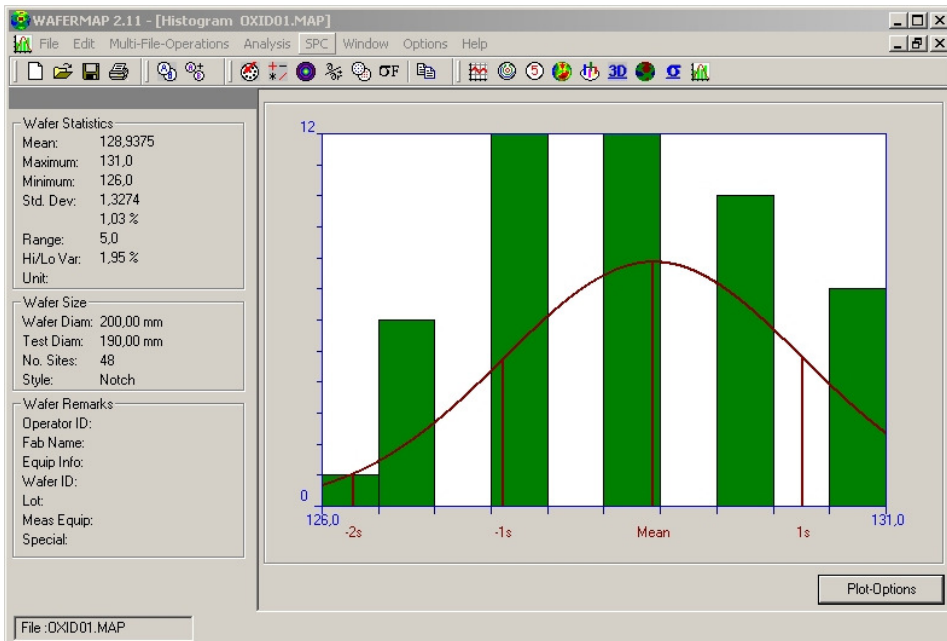 WAFERMAP 2.11 - [Histogram OXID01.MAP]
File Edit Multi-File-Operations Analysis SPC Window Options Help
σF 5 3D σ
Wafer Statistics
Mean: 128,9375
Maximum: 131,0
Minimum: 126,0
Std. Dev: 1,3274
1,03 %
Range: 5,0
Hi/Lo Var: 1,95 %
Unit:
Wafer Size
Wafer Diam: 200,00 mm
Test Diam: 190,00 mm
No. Sites: 48
Style: Notch
Wafer Remarks
Operator ID:
Fab Name:
Equip Info:
Wafer ID:
Lot:
Meas Equip:
Special:
12
0
126,0 131,0
-2s -1s Mean 1s
Plot-Options
File :OXID01.MAP